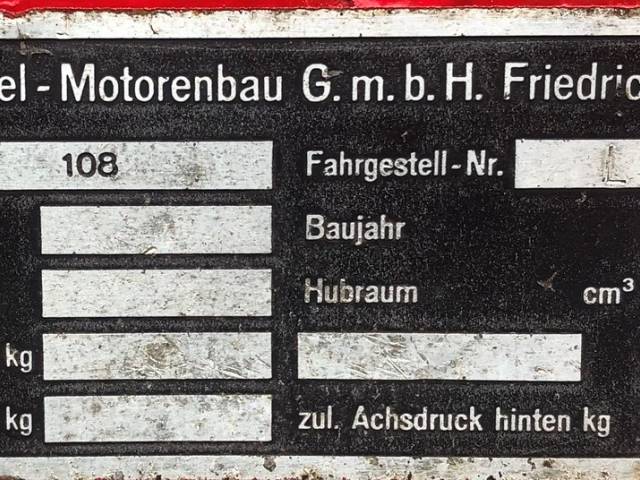 el - Motorenbau G. m. b. H. Friedric
108 Fahrgestell - Nr. L
Baujahr
Hubraum cm³
kg
kg zul. Achsdruck hinten kg